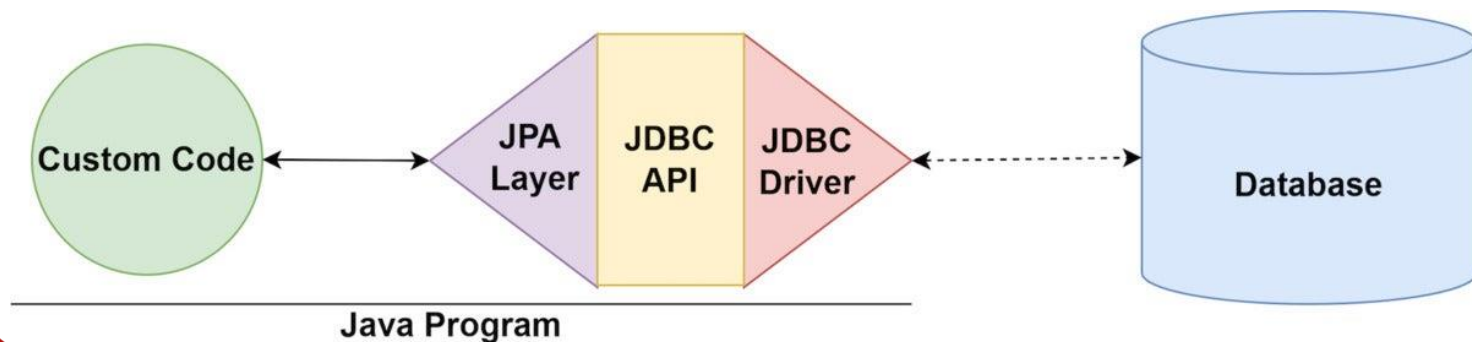 Custom Code
JPA
Layer
JDBC
API
JDBC
Driver
Database
Java Program